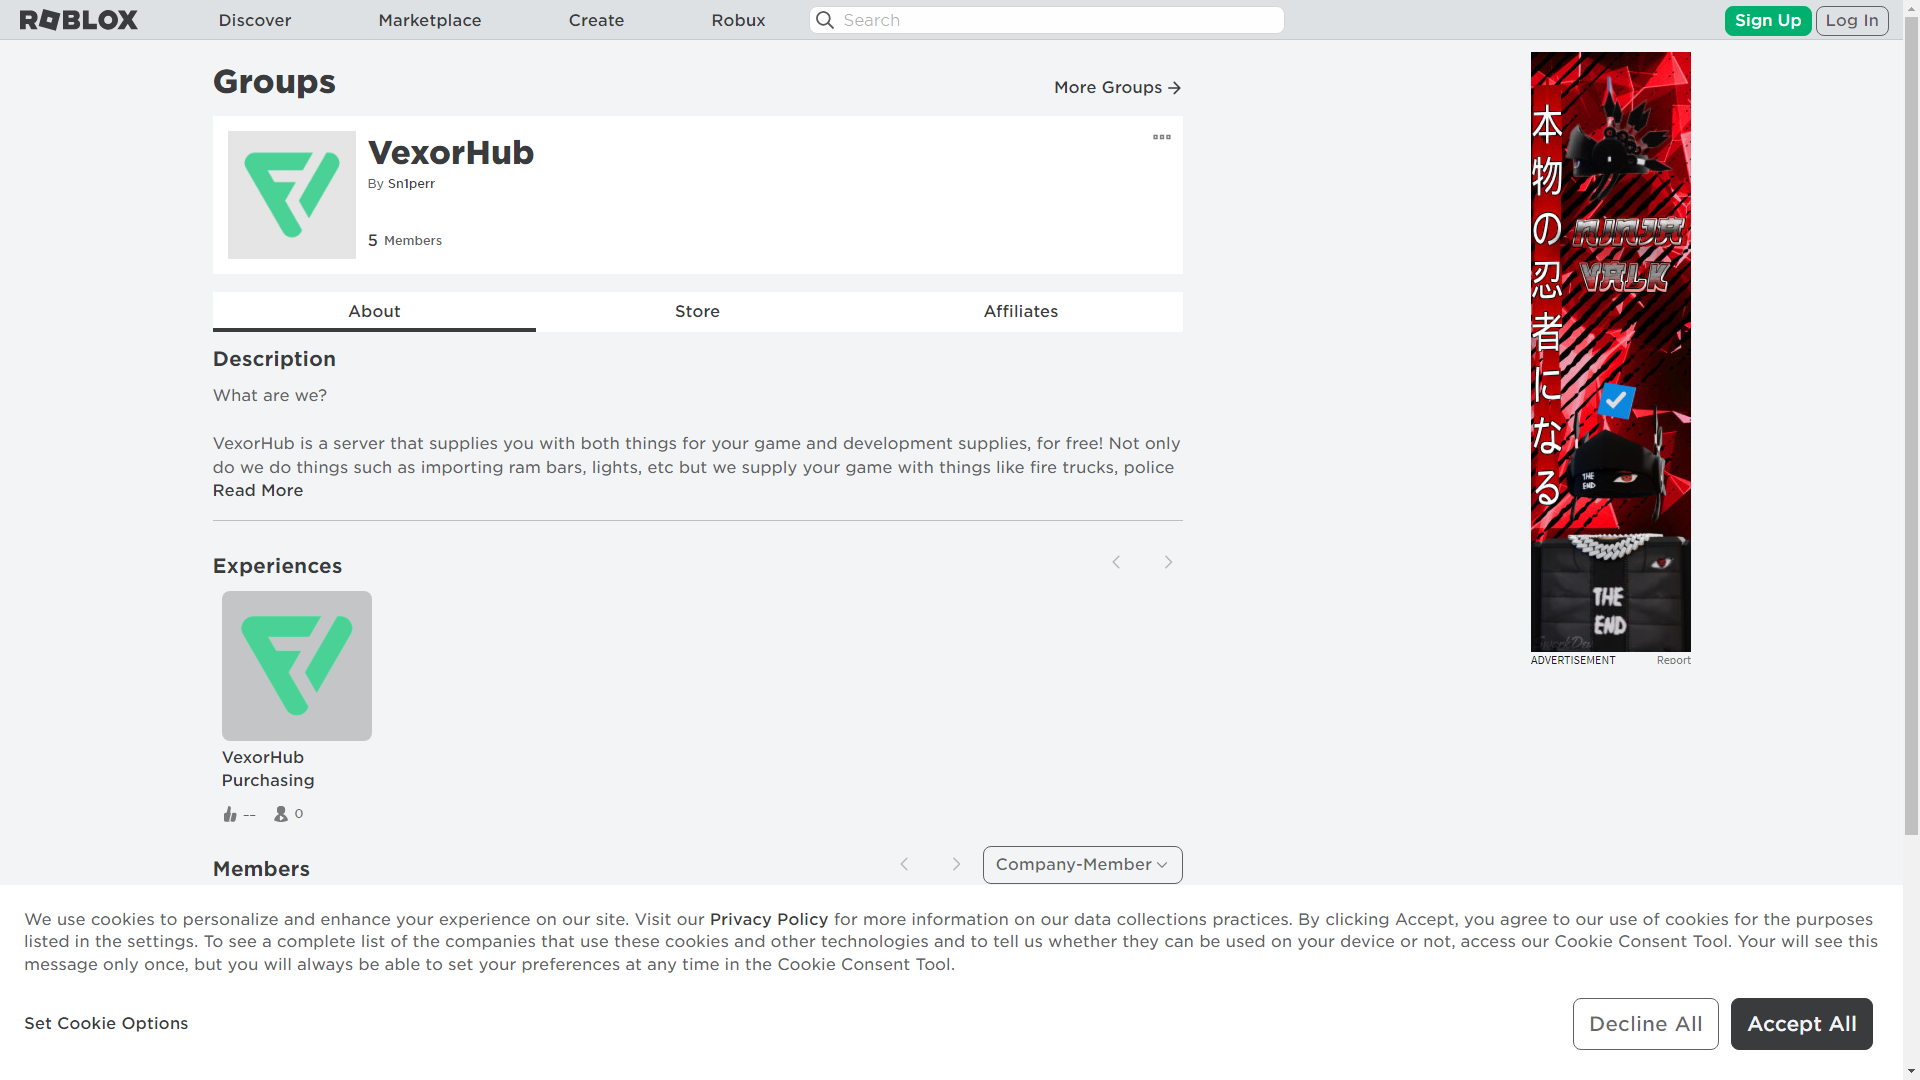 ROBLOX
Discover
Marketplace
Create
Robux
Search
Sign Up
Log In
Groups
More Groups
VexorHub
By Sn1perr
5 Members
About
Store
Affiliates
Description
What are we?
VexorHub is a server that supplies you with both things for your game and development supplies, for free! Not only
do we do things such as importing ram bars, lights, etc but we supply your game with things like fire trucks, police
Read More
Experiences
VexorHub
Purchasing
--
0
Members
Company-Member
本物の忍者になる
NINJA
VALK
THE
END
THE
END
ADVERTISEMENT
Report
We use cookies to personalize and enhance your experience on our site. Visit our Privacy Policy for more information on our data collections practices. By clicking Accept, you agree to our use of cookies for the purposes
listed in the settings. To see a complete list of the companies that use these cookies and other technologies and to tell us whether they can be used on your device or not, access our Cookie Consent Tool. Your will see this
message only once, but you will always be able to set your preferences at any time in the Cookie Consent Tool.
Set Cookie Options
Decline All
Accept All